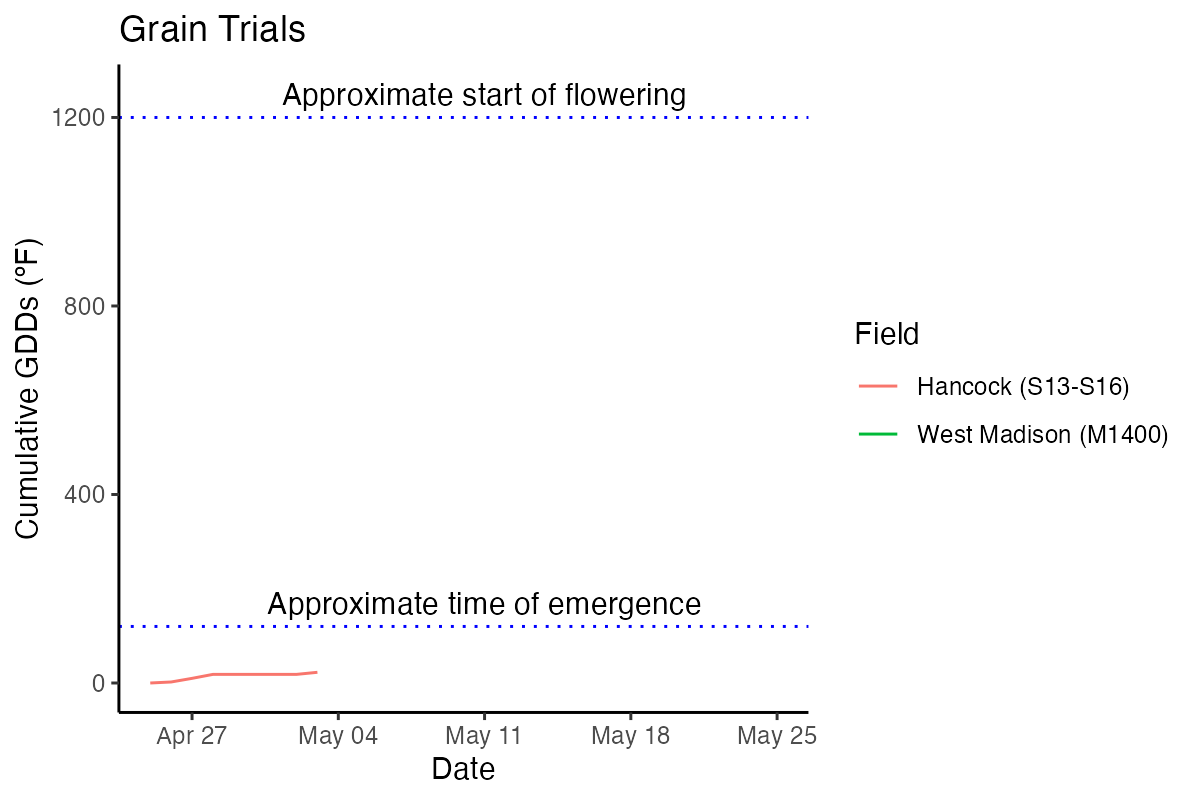 Grain Trials
Approximate start of flowering
1200
800
400
0
Cumulative GDDs (°F)
Approximate time of emergence
Apr 27
May 04
May 11
May 18
May 25
Date
Field
Hancock (S13-S16)
West Madison (M1400)